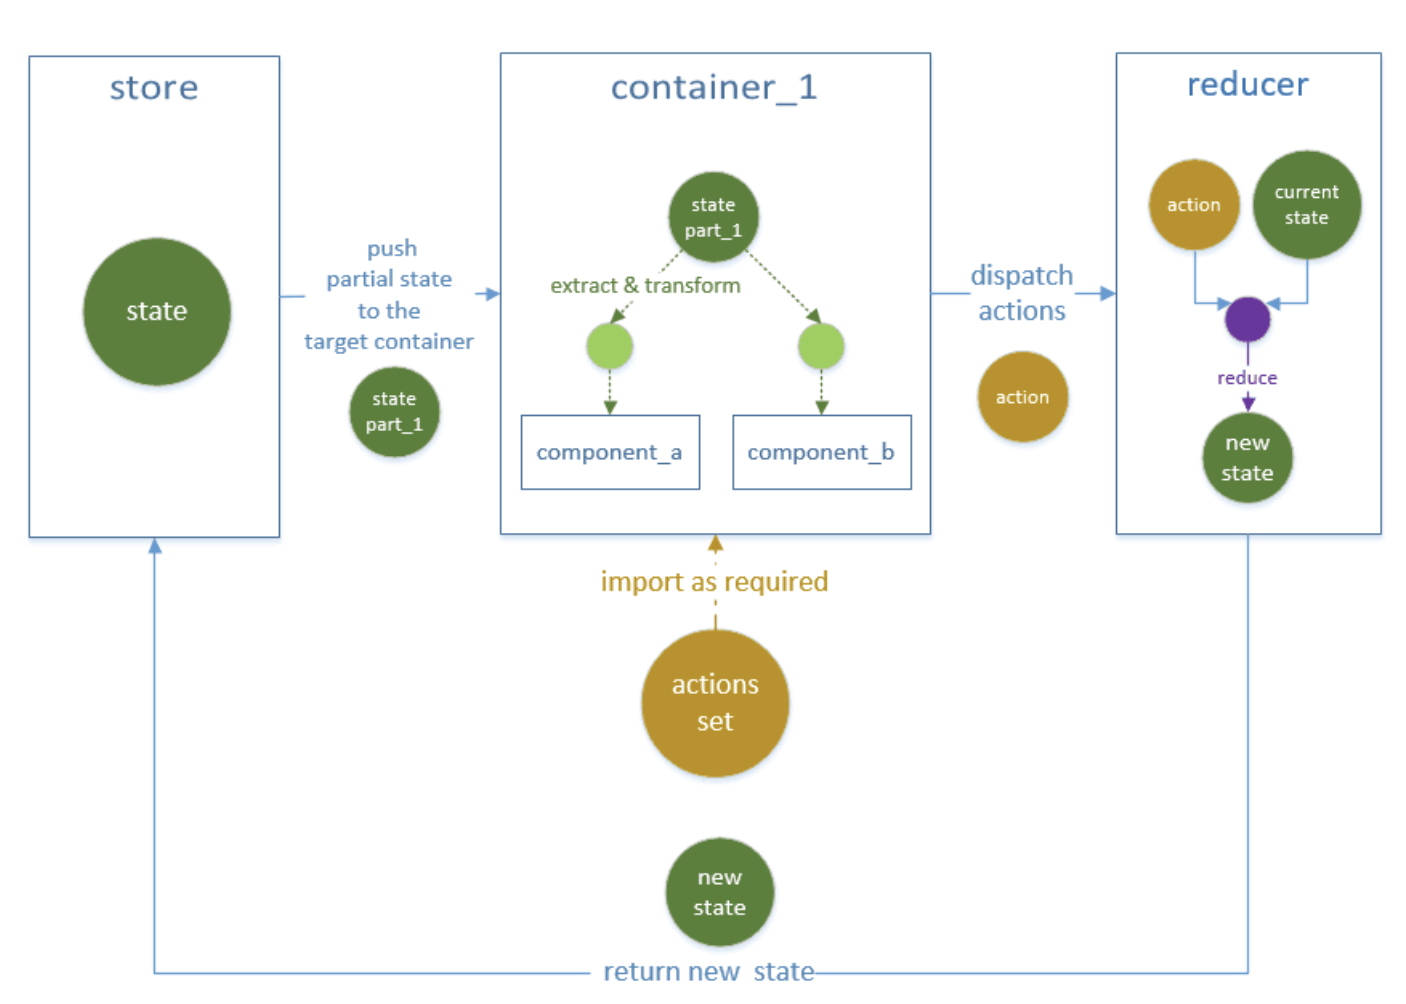 store
state
push
partial state
to the
target container
state
part_1
container_1
state
part_1
extract & transform
component_a
component_b
dispatch
actions
action
reducer
action
current
state
reduce
new
state
import as required
actions
set
new
state
return new state